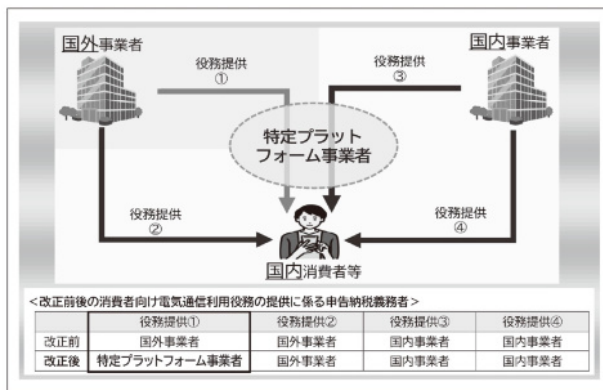 国外事業者
国内事業者
役務提供
①
役務提供
③
特定プラット
フォーム事業者
役務提供
②
役務提供
④
国内消費者等
<改正前後の消費者向け電気通信利用役務の提供に係る申告納税義務者>
役務提供① 役務提供② 役務提供③ 役務提供④
改正前 国外事業者 国外事業者 国内事業者 国内事業者
改正後 特定プラットフォーム事業者 国外事業者 国内事業者 国内事業者